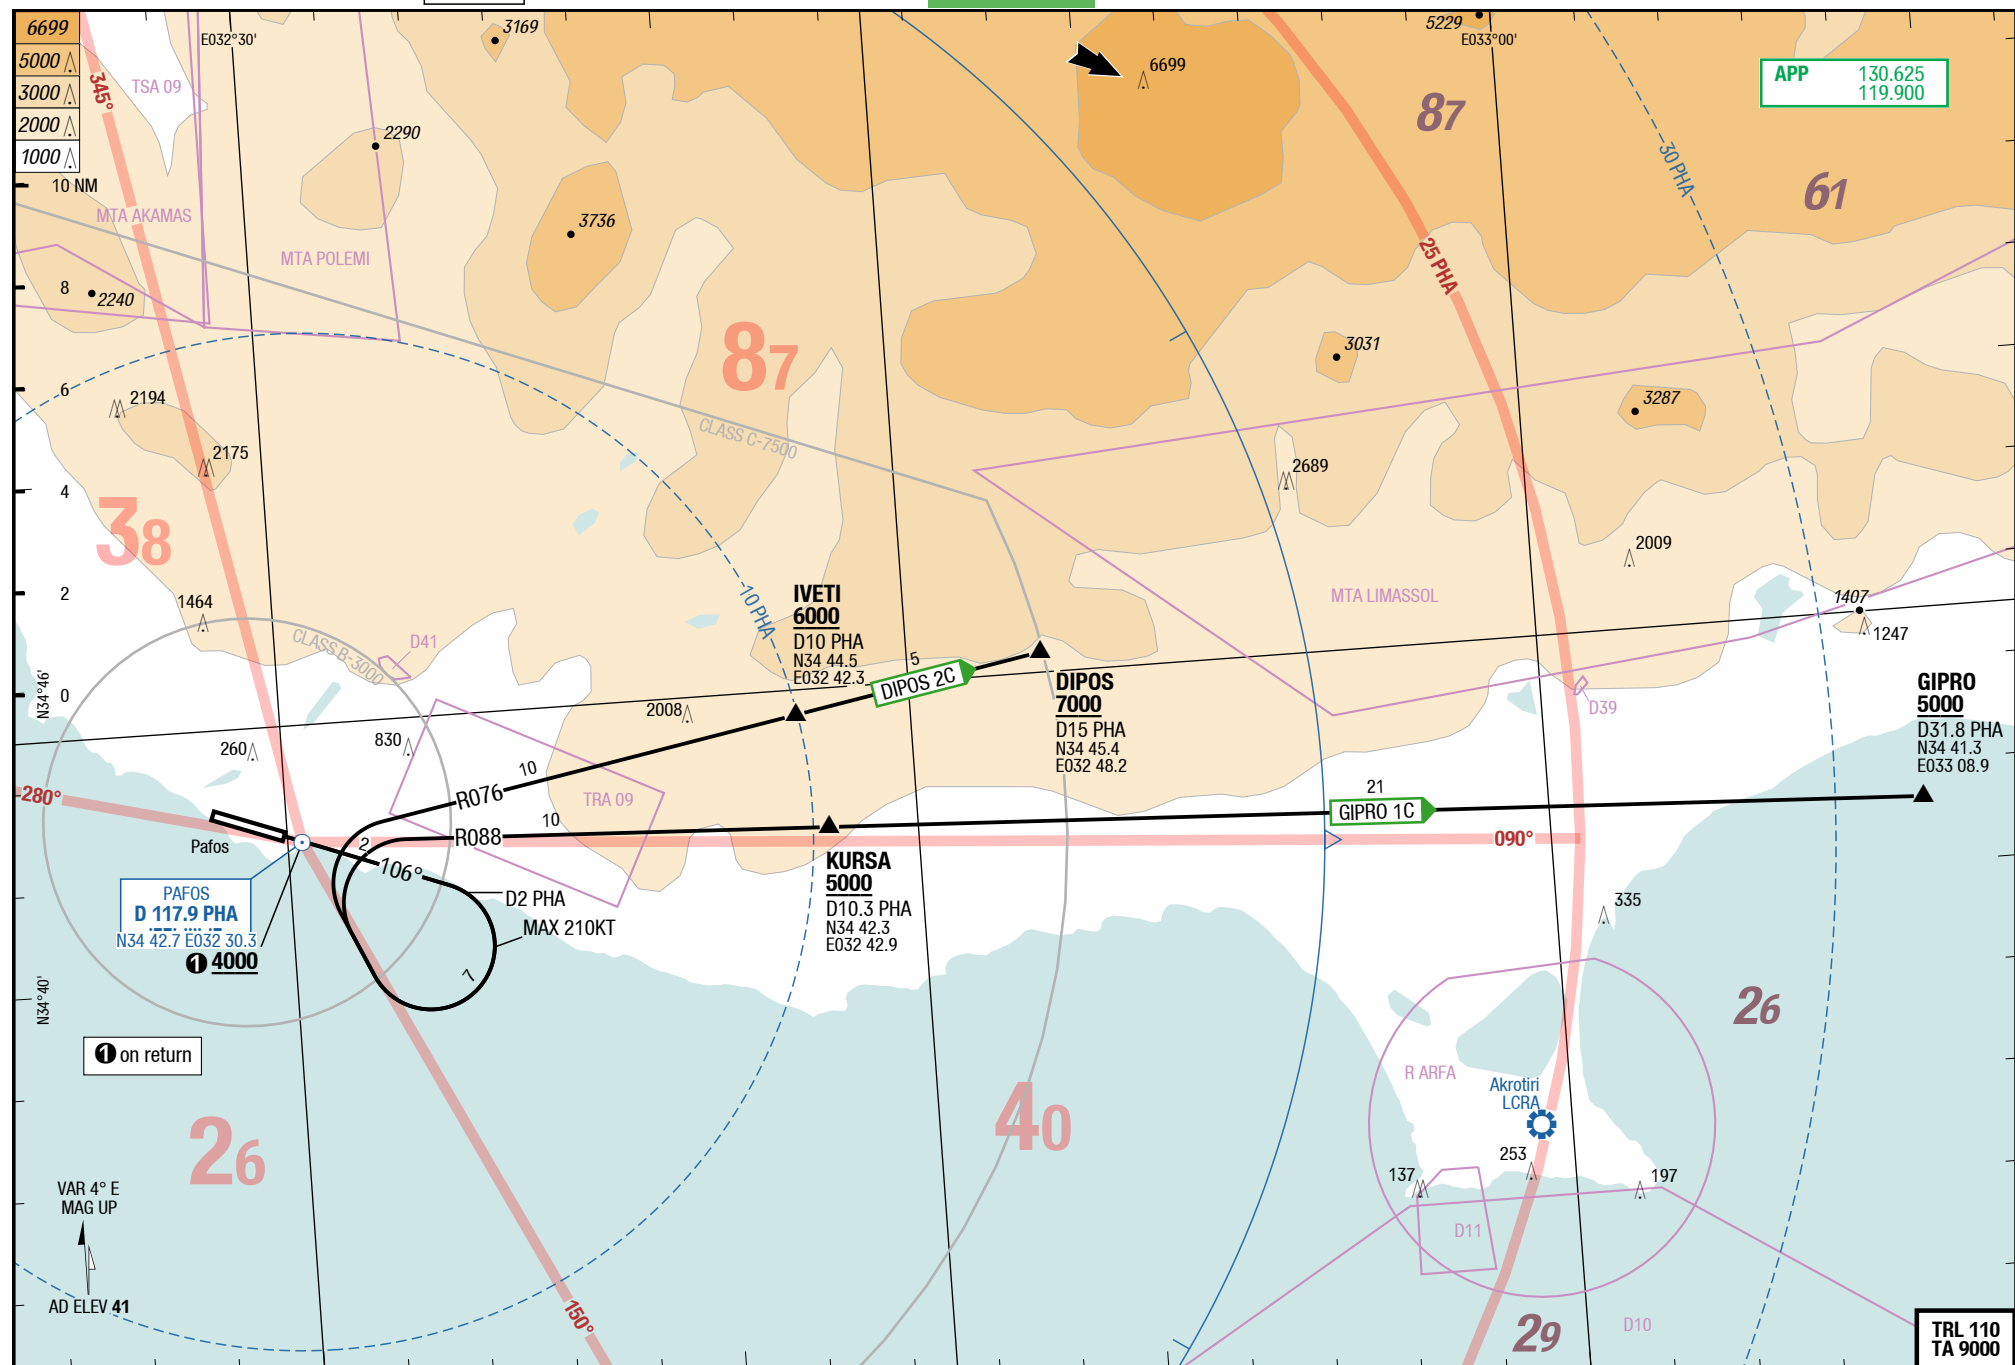 6699
5000
3000
2000
1000
10 NM
8
6
4
2
0
N34°46'
N34°40'
E032°30'
E033°00'
345°
TSA 09
MTA AKAMAS
MTA POLEMI
3169
2290
3736
2240
2194
2175
1464
38
87
CLASS C-7500
CLASS B-3000
D41
5229
6699
87
61
APP 130.625
119.900
25 PHA
30 PHA
3031
3287
2689
2009
MTA LIMASSOL
1407
1247
D39
10 PHA
IVETI
6000
D10 PHA
N34 44.5
E032 42.3
5
DIPOS 2C
DIPOS
7000
D15 PHA
N34 45.4
E032 48.2
GIPRO
5000
D31.8 PHA
N34 41.3
E033 08.9
2008
260
830
280°
Pafos
10
R076
TRA 09
10
R088
2
106°
D2 PHA
MAX 210KT
7
21
GIPRO 1C
090°
KURSA
5000
D10.3 PHA
N34 42.3
E032 42.9
PAFOS
D 117.9 PHA
N34 42.7 E032 30.3
1 4000
1 on return
335
26
26
40
R ARFA
Akrotiri
LCRA
253
137
197
D11
D10
29
150°
VAR 4° E
MAG UP
AD ELEV 41
TRL 110
TA 9000